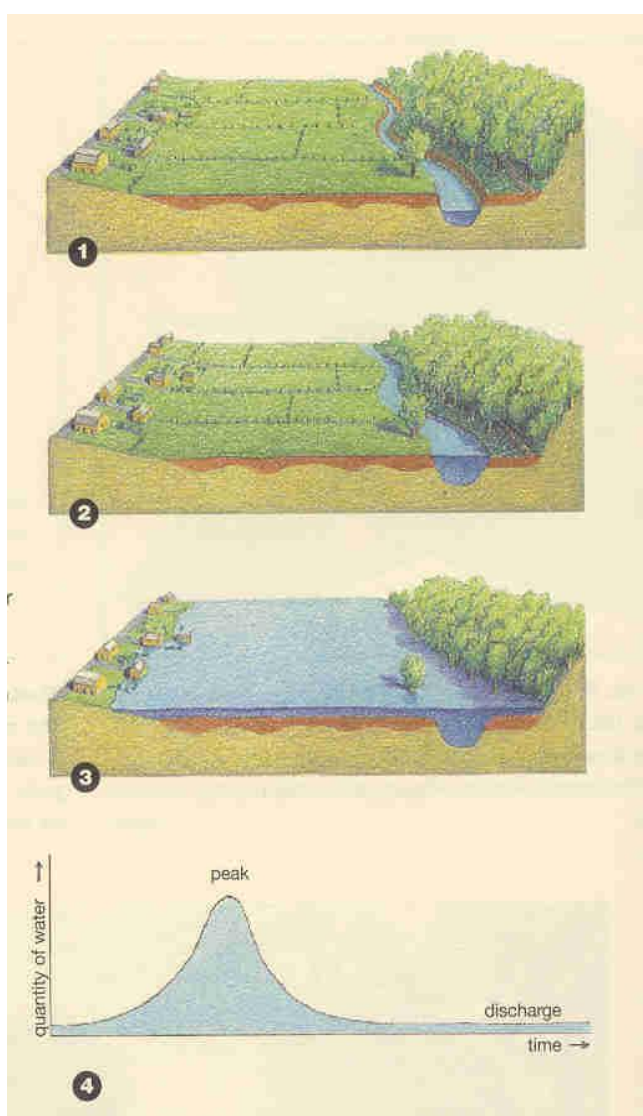 1
2
r
3
peak
quantity of water →
discharge
time →
4